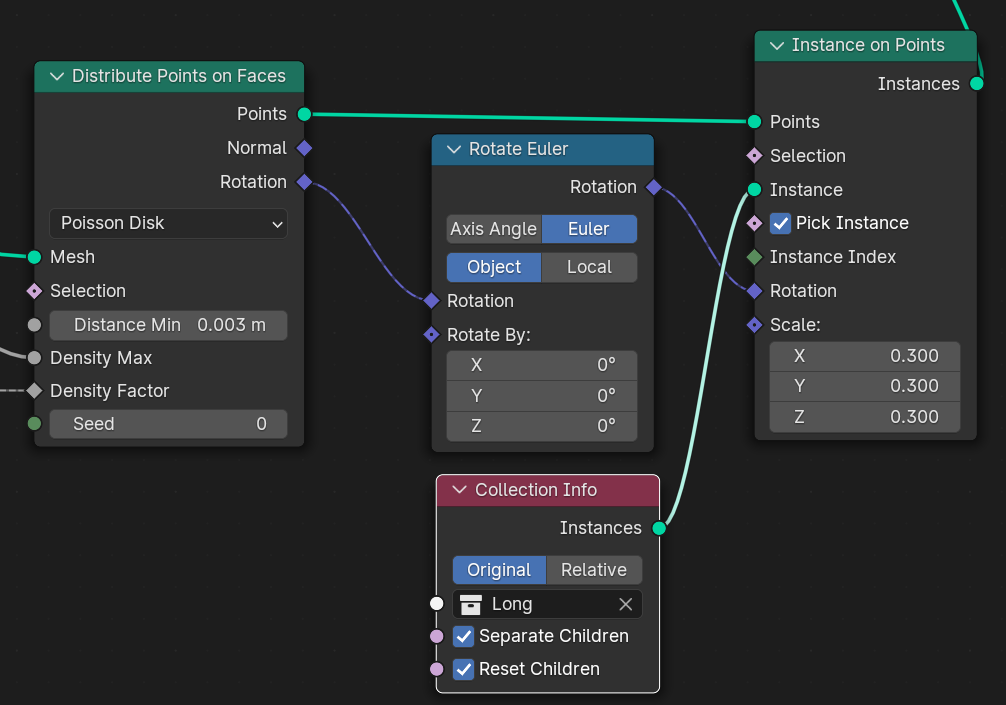 Distribute Points on Faces
Points
Normal
Rotation
Poisson Disk
Mesh
Selection
Distance Min 0.003 m
Density Max
Density Factor
Seed 0
Rotate Euler
Rotation
Axis Angle Euler
Object Local
Rotation
Rotate By:
X 0°
Y 0°
Z 0°
Collection Info
Instances
Original Relative
Long
Separate Children
Reset Children
Instance on Points
Instances
Points
Selection
Instance
Pick Instance
Instance Index
Rotation
Scale:
X 0.300
Y 0.300
Z 0.300